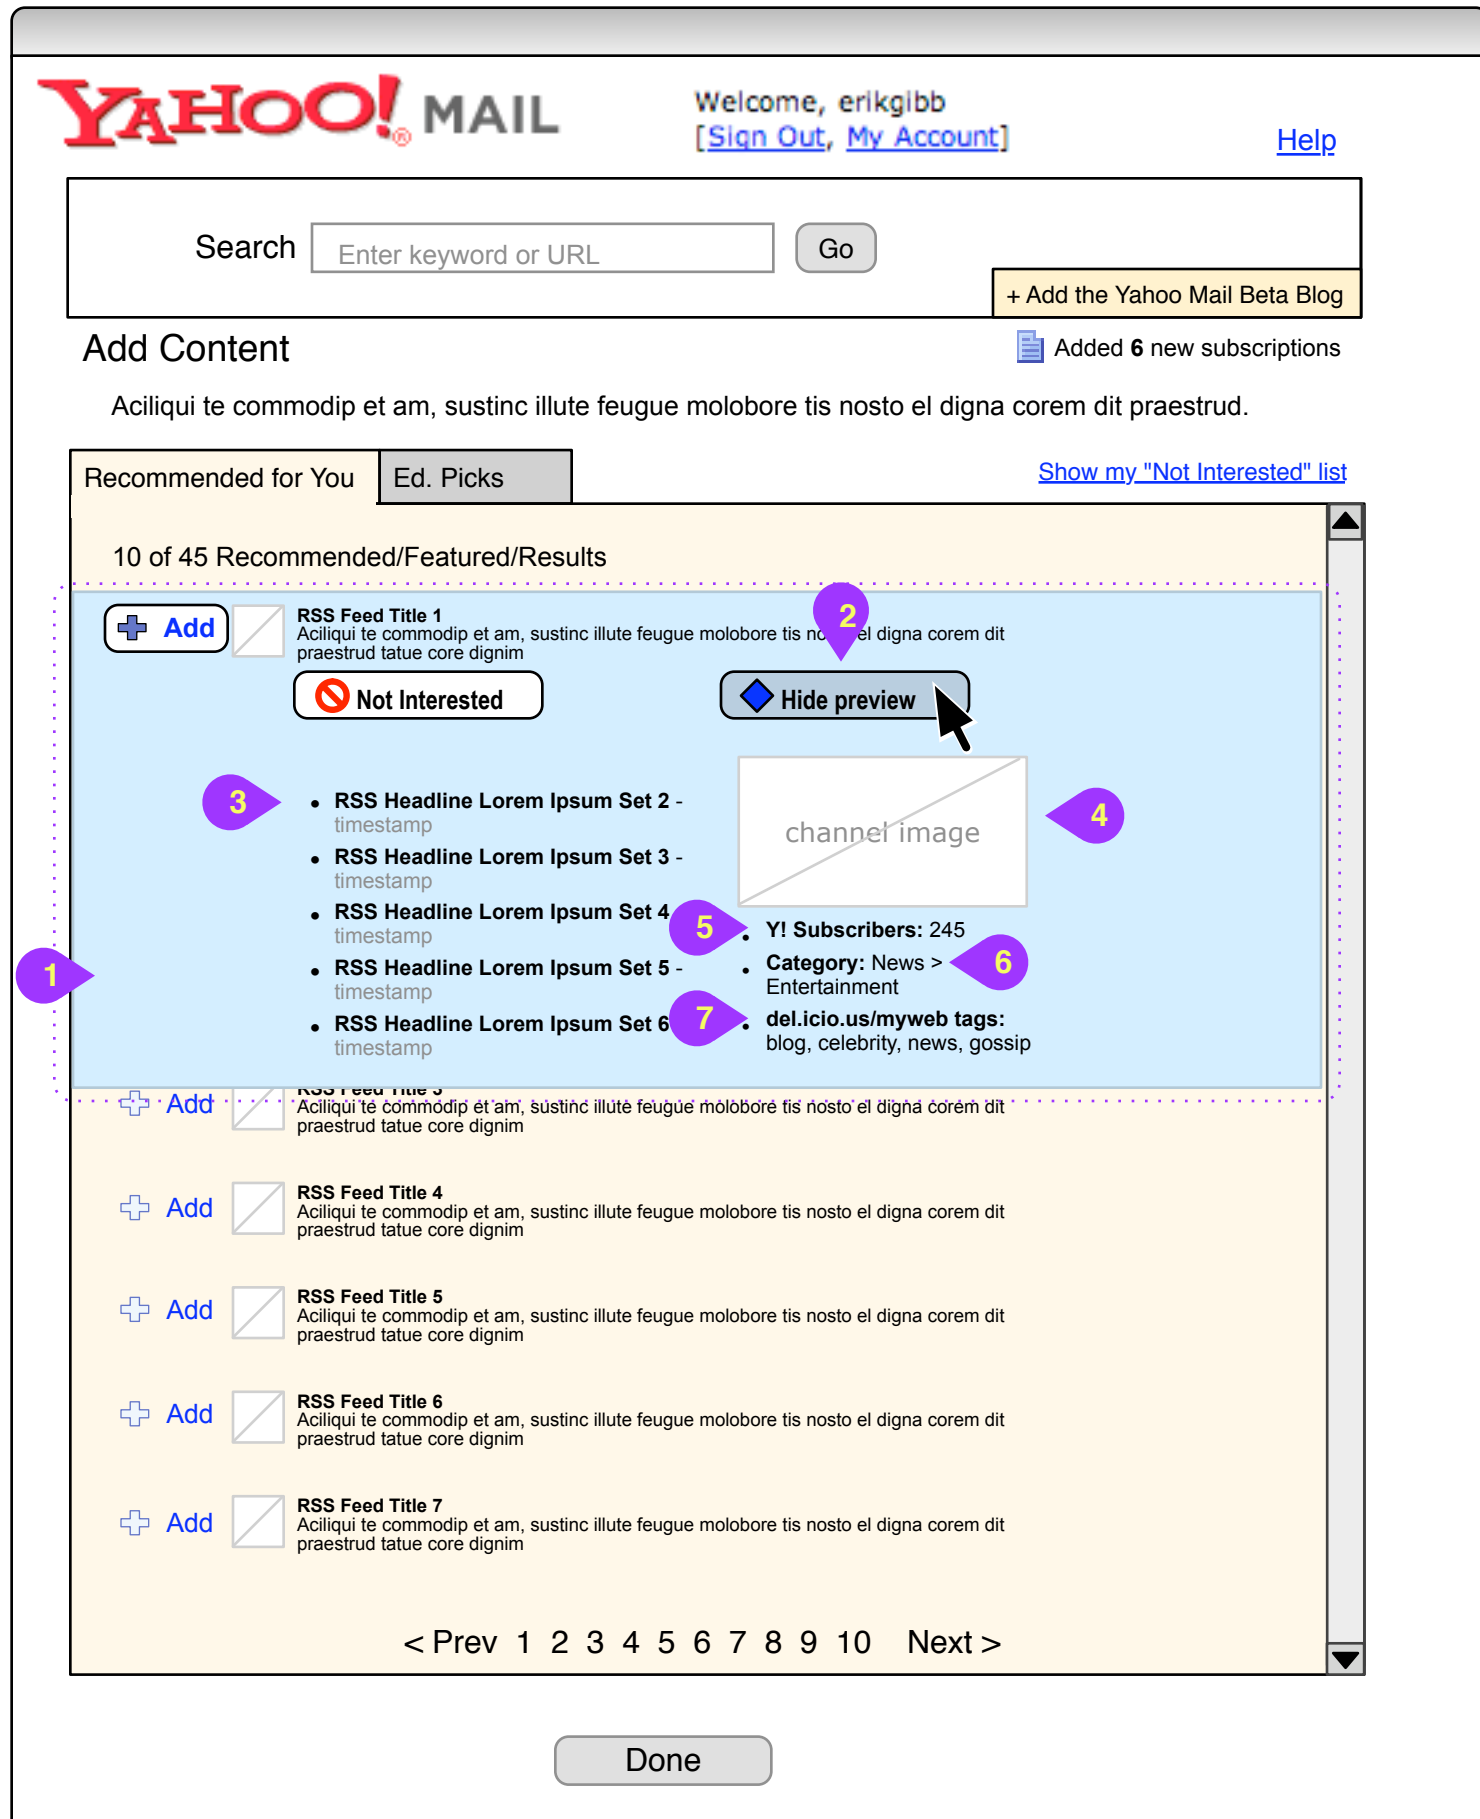 YAHOO!® MAIL
Welcome, erikgibb
[Sign Out, My Account]
Help
Search
Enter keyword or URL
Go
+ Add the Yahoo Mail Beta Blog
Add Content
Added 6 new subscriptions
Aciliqui te commodip et am, sustinc illute feugue molobore tis nosto el digna corem dit praestrud.
Recommended for You
Ed. Picks
Show my "Not Interested" list
10 of 45 Recommended/Featured/Results
Add
RSS Feed Title 1
Aciliqui te commodip et am, sustinc illute feugue molobore tis el digna corem dit
praestrud tatue core dignim
2
Not Interested
Hide preview
3
• RSS Headline Lorem Ipsum Set 2 -
timestamp
• RSS Headline Lorem Ipsum Set 3 -
timestamp
• RSS Headline Lorem Ipsum Set 4
timestamp
• RSS Headline Lorem Ipsum Set 5 -
timestamp
• RSS Headline Lorem Ipsum Set 6
timestamp
channel image
4
5
• Y! Subscribers: 245
• Category: News >
Entertainment
6
7
• del.icio.us/myweb tags:
blog, celebrity, news, gossip
1
Add
RSS Feed Title 3
Aciliqui te commodip et am, sustinc illute feugue molobore tis nosto el digna corem dit
praestrud tatue core dignim
Add
RSS Feed Title 4
Aciliqui te commodip et am, sustinc illute feugue molobore tis nosto el digna corem dit
praestrud tatue core dignim
Add
RSS Feed Title 5
Aciliqui te commodip et am, sustinc illute feugue molobore tis nosto el digna corem dit
praestrud tatue core dignim
Add
RSS Feed Title 6
Aciliqui te commodip et am, sustinc illute feugue molobore tis nosto el digna corem dit
praestrud tatue core dignim
Add
RSS Feed Title 7
Aciliqui te commodip et am, sustinc illute feugue molobore tis nosto el digna corem dit
praestrud tatue core dignim
< Prev 1 2 3 4 5 6 7 8 9 10 Next >
Done